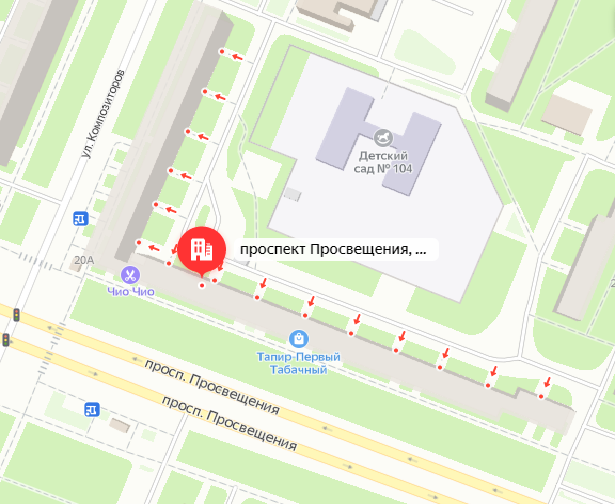 ул. Композиторов
Детский
сад № 104
проспект Просвещения, ...
20А
Чио Чио
Тапир-Первый
Табачный
просп. Просвещения
просп. Просвещения